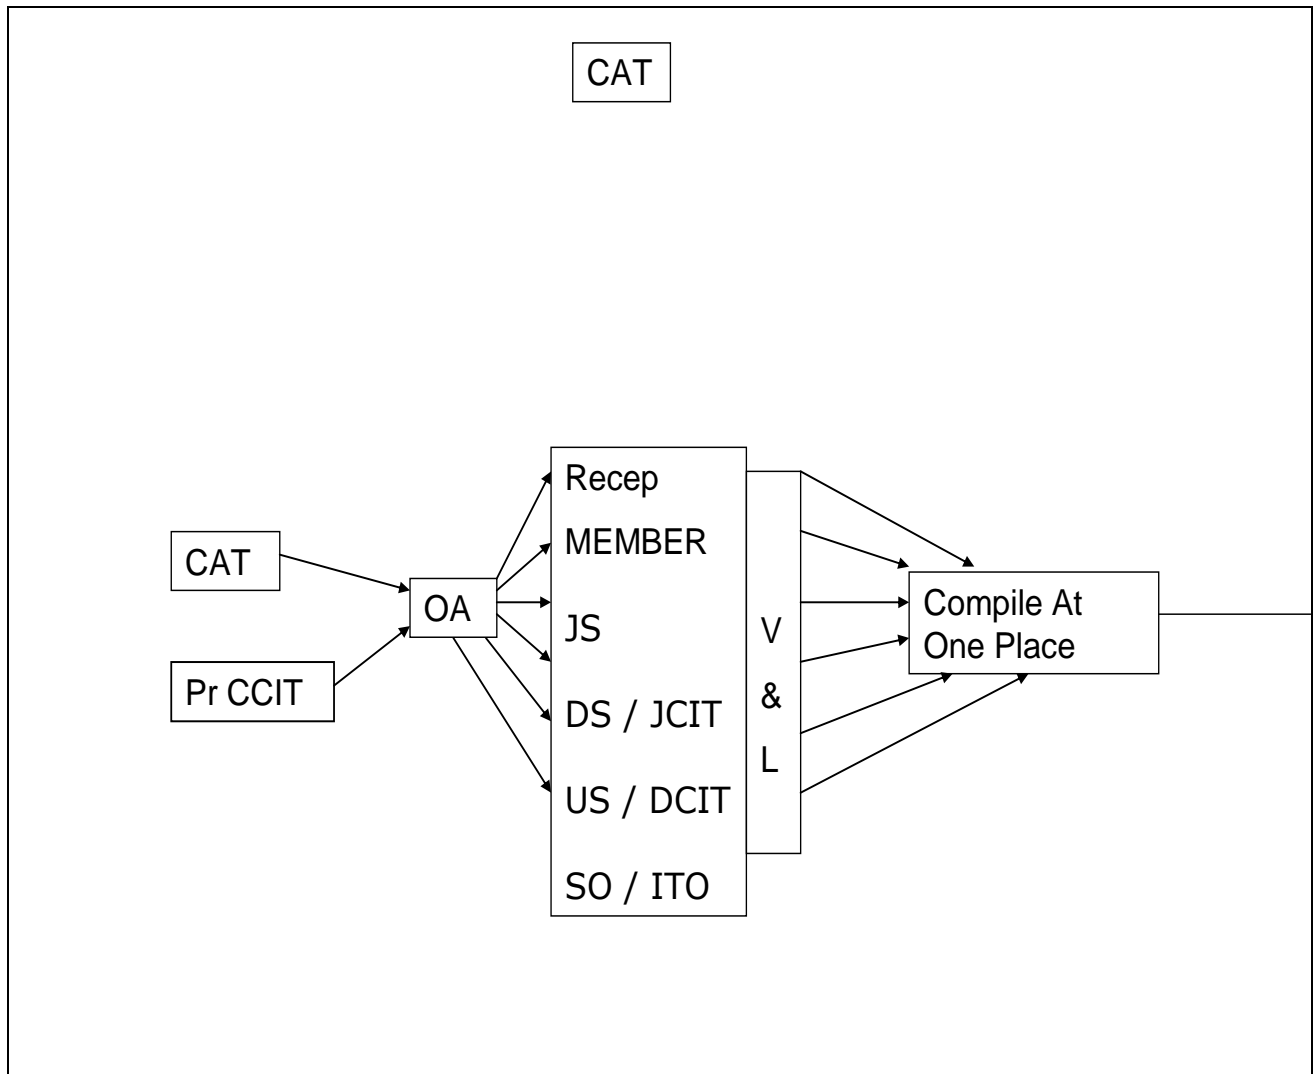 CAT
CAT
Pr CCIT
OA
Recep
MEMBER
JS
DS / JCIT
US / DCIT
SO / ITO
V
&
L
Compile At
One Place